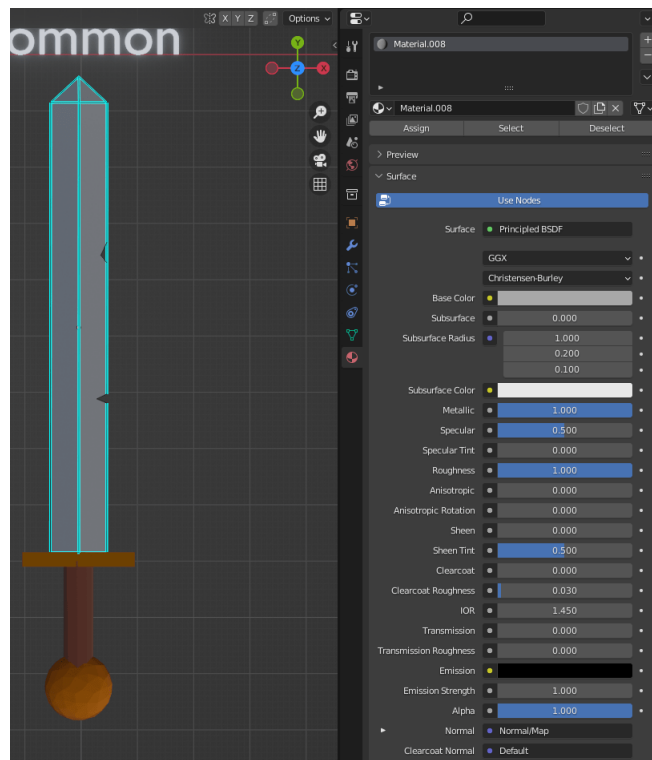 X Y Z Options
ommon
Y
X
Z
Material.008
Material.008
Assign Select Deselect
Preview
Surface
Use Nodes
Surface Principled BSDF
GGX
Christensen-Burley
Base Color
Subsurface 0.000
Subsurface Radius 1.000
0.200
0.100
Subsurface Color
Metallic 1.000
Specular 0.500
Specular Tint 0.000
Roughness 1.000
Anisotropic 0.000
Anisotropic Rotation 0.000
Sheen 0.000
Sheen Tint 0.500
Clearcoat 0.000
Clearcoat Roughness 0.030
IOR 1.450
Transmission 0.000
Transmission Roughness 0.000
Emission
Emission Strength 1.000
Alpha 1.000
Normal Normal/Map
Clearcoat Normal Default